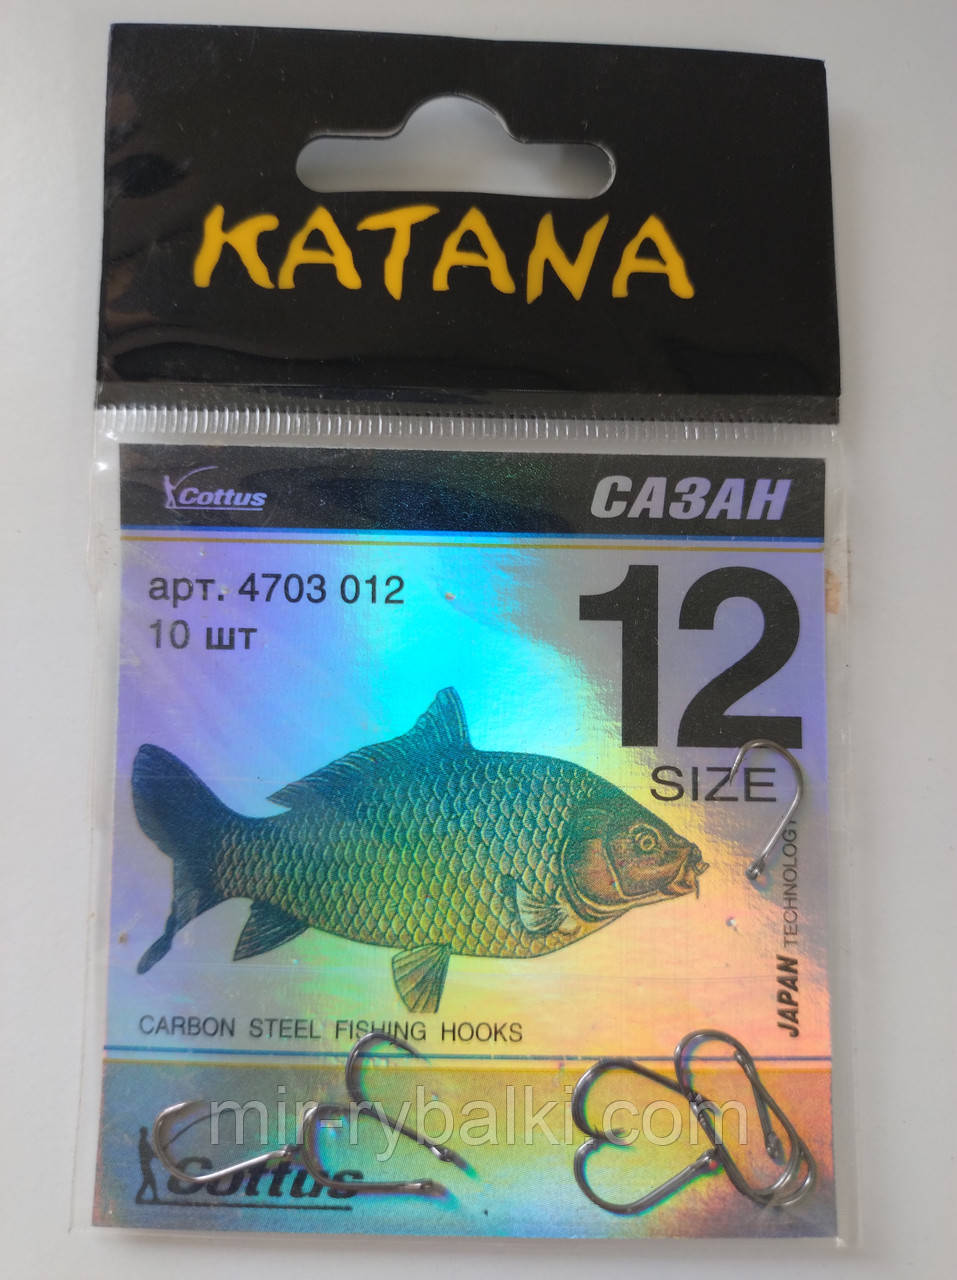 KATANA
Cottus
САЗАН
арт. 4703 012
10 шт
12
SIZE
JAPAN TECHNOLOGY
CARBON STEEL FISHING HOOKS
mir-rybalki.com
Cottus